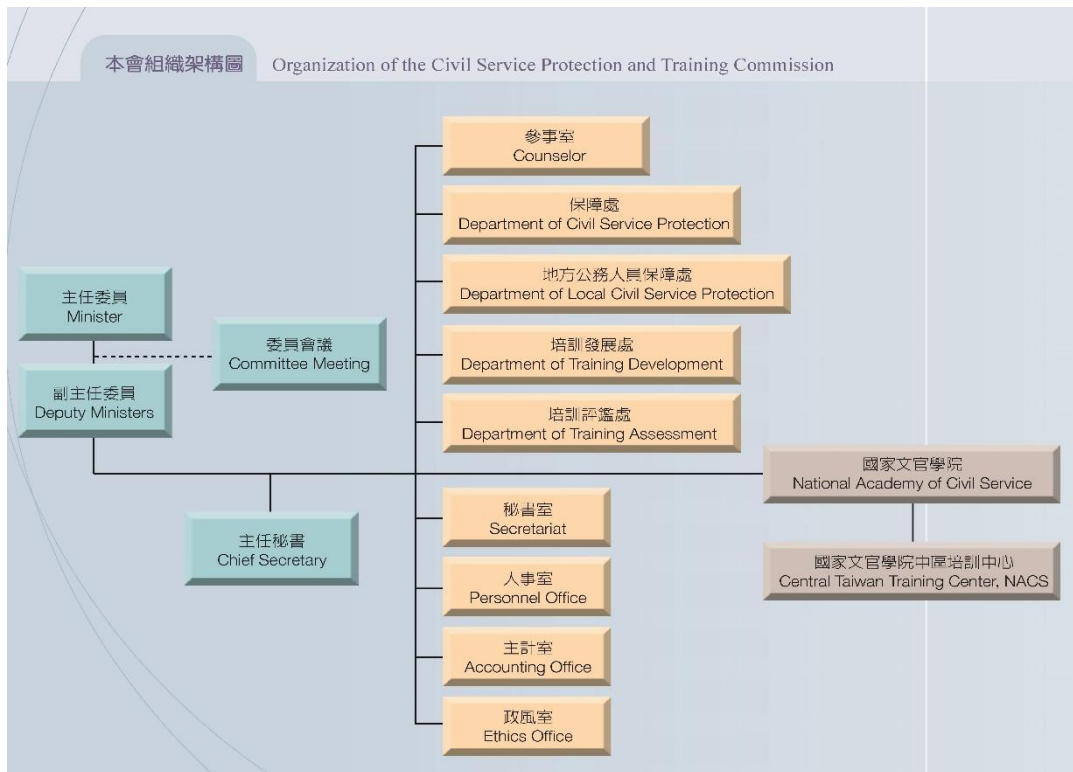 本會組織架構圖 Organization of the Civil Service Protection and Training Commission
參事室
Counselor
保障處
Department of Civil Service Protection
地方公務人員保障處
Department of Local Civil Service Protection
主任委員
Minister
委員會議
Committee Meeting
培訓發展處
Department of Training Development
副主任委員
Deputy Ministers
培訓評鑑處
Department of Training Assessment
國家文官學院
National Academy of Civil Service
主任秘書
Chief Secretary
秘書室
Secretariat
國家文官學院中區培訓中心
Central Taiwan Training Center, NACS
人事室
Personnel Office
主計室
Accounting Office
政風室
Ethics Office